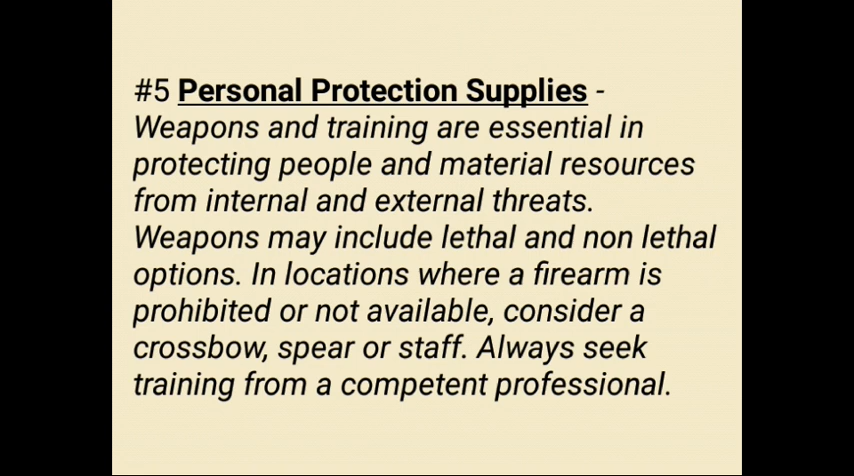 #5 Personal Protection Supplies -
Weapons and training are essential in
protecting people and material resources
from internal and external threats.
Weapons may include lethal and non lethal
options. In locations where a firearm is
prohibited or not available, consider a
crossbow, spear or staff. Always seek
training from a competent professional.